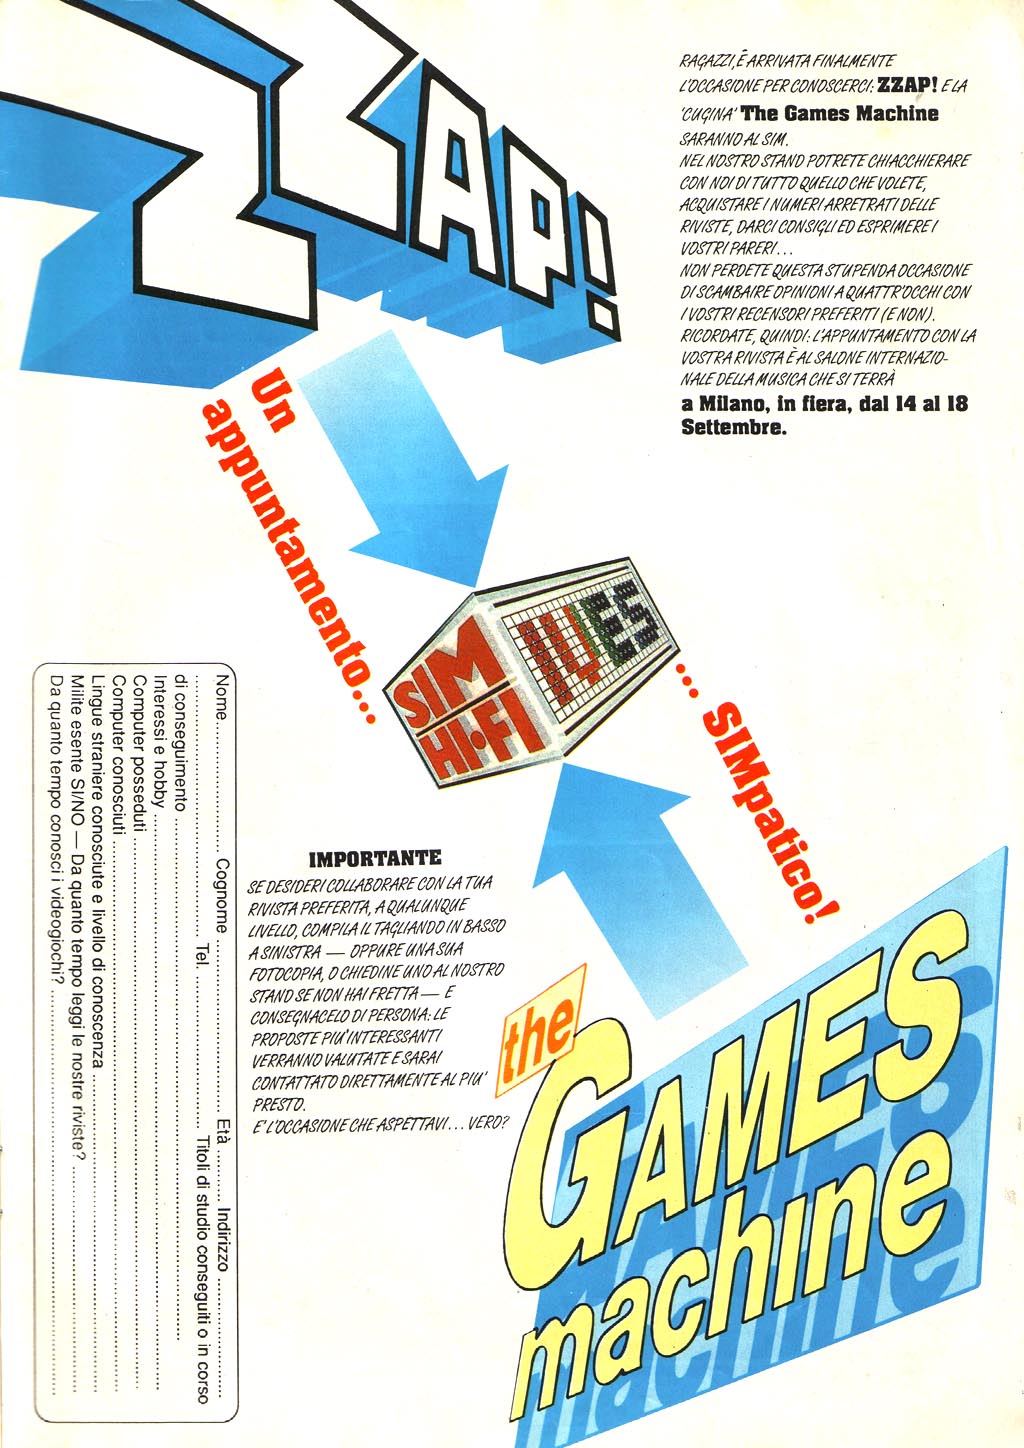 ZZAP!
RAGAZZI, È ARRIVATA FINALMENTE
L'OCCASIONE PER CONOSCERCI: ZZAP! E LA
'CUGINA' The Games Machine
SARANNO AL SIM.
NEL NOSTRO STAND POTRETE CHIACCHIERARE
CON NOI DI TUTTO QUELLO CHE VOLETE,
ACQUISTARE I NUMERI ARRETRATI DELLE
RIVISTE, DARCI CONSIGLI ED ESPRIMERE I
VOSTRI PARERI...
NON PERDETE QUESTA STUPENDA OCCASIONE
DI SCAMBAIRE OPINIONI A QUATTR'OCCHI CON
I VOSTRI RECENSORI PREFERITI (E NON).
RICORDATE, QUINDI: L'APPUNTAMENTO CON LA
VOSTRA RIVISTA È AL SALONE INTERNAZIO-
NALE DELLA MUSICA CHE SI TERRÀ
a Milano, in fiera, dal 14 al 18
Settembre.
Un
appuntamento...
SIM
HI•FI
... SIMpatico!
IMPORTANTE
SE DESIDERI COLLABORARE CON LA TUA
RIVISTA PREFERITA, A QUALUNQUE
LIVELLO, COMPILA IL TAGLIANDO IN BASSO
A SINISTRA — OPPURE UNA SUA
FOTOCOPIA, O CHIEDINE UNO AL NOSTRO
STAND SE NON HAI FRETTA — E
CONSEGNACELO DI PERSONA: LE
PROPOSTE PIU' INTERESSANTI
VERRANNO VALUTATE E SARAI
CONTATTATO DIRETTAMENTE AL PIU'
PRESTO.
E' L'OCCASIONE CHE ASPETTAVI... VERO?
Nome.......................... Cognome .......................... Età ........ Indirizzo ..................
.......................... Tel. .......................... Titoli di studio conseguiti o in corso
di conseguimento ..........................
Interessi e hobby ..........................
Computer posseduti ..........................
Computer conosciuti ..........................
Lingue straniere conosciute e livello di conoscenza ..........................
Milite esente SI/NO — Da quanto tempo leggi le nostre riviste? ..........................
Da quanto tempo conosci i videogiochi? ..........................
the
GAMES
machine